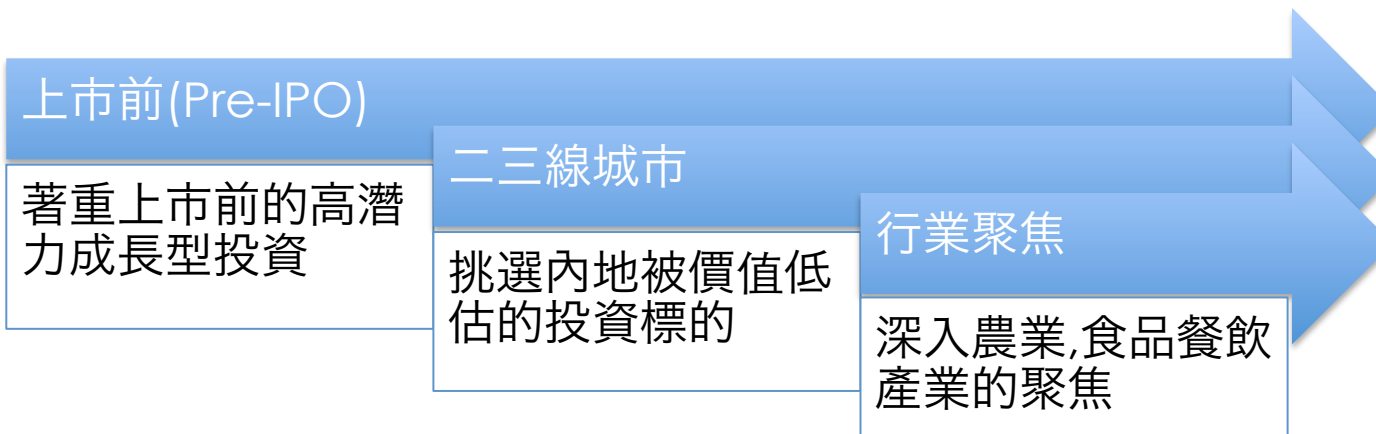 上市前(Pre-IPO)
著重上市前的高潛
力成長型投資
二三線城市
挑選內地被價值低
估的投資標的
行業聚焦
深入農業,食品餐飲
產業的聚焦